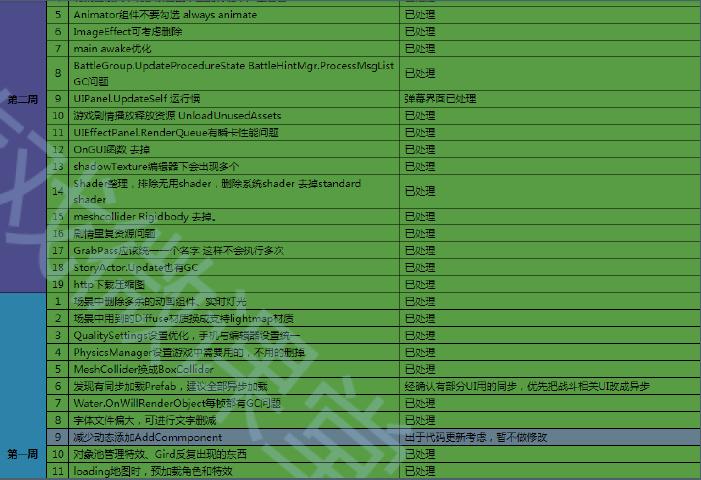 5 Animator组件不要勾选 always animate 已处理
6 ImageEffect可考虑删除 已处理
7 main awake优化 已处理
8 BattleGroup.UpdateProcedureState BattleHintMgr.ProcessMsgList
GC问题 已处理
第二周 9 UIPanel.UpdateSelf 运行慢 弹幕界面已处理
10 游戏剧情播放释放资源 UnloadUnusedAssets 已处理
11 UIEffectPanel.RenderQueue有瞬卡性能问题 已处理
12 OnGUI函数 去掉 已处理
13 shadowTexture编辑器下会出现多个 已处理
14 Shader整理，排除无用shader，删除系统shader 去掉standard
shader 已处理
15 meshcollider Rigidbody 去掉。 已处理
16 剧情重复资源问题 已处理
17 GrabPass应该统一一个名字 这样不会执行多次 已处理
18 StoryActor.Update也有GC 已处理
19 http下载压缩图 已处理
1 场景中删除多余的动画组件、实时灯光 已处理
2 场景中用到的Diffuse材质换成支持lightmap材质 已处理
3 QualitySettings设置优化，手机与编辑器设置统一 已处理
4 PhysicsManager设置游戏中需要用的，不用的删掉 已处理
5 MeshCollider换成BoxCollider 已处理
6 发现有同步加载Prefab，建议全部异步加载 经确认有部分UI用的同步，优先把战斗相关UI改成异步
7 Water.OnWillRenderObject每帧都有GC问题 已处理
8 字体文件偏大，可进行文字删减 已处理
9 减少动态添加AddCommponent 出于代码更新考虑，暂不做修改
第一周 10 对象池管理特效、Gird反复出现的东西 已处理
11 loading地图时，预加载角色和特效 已处理